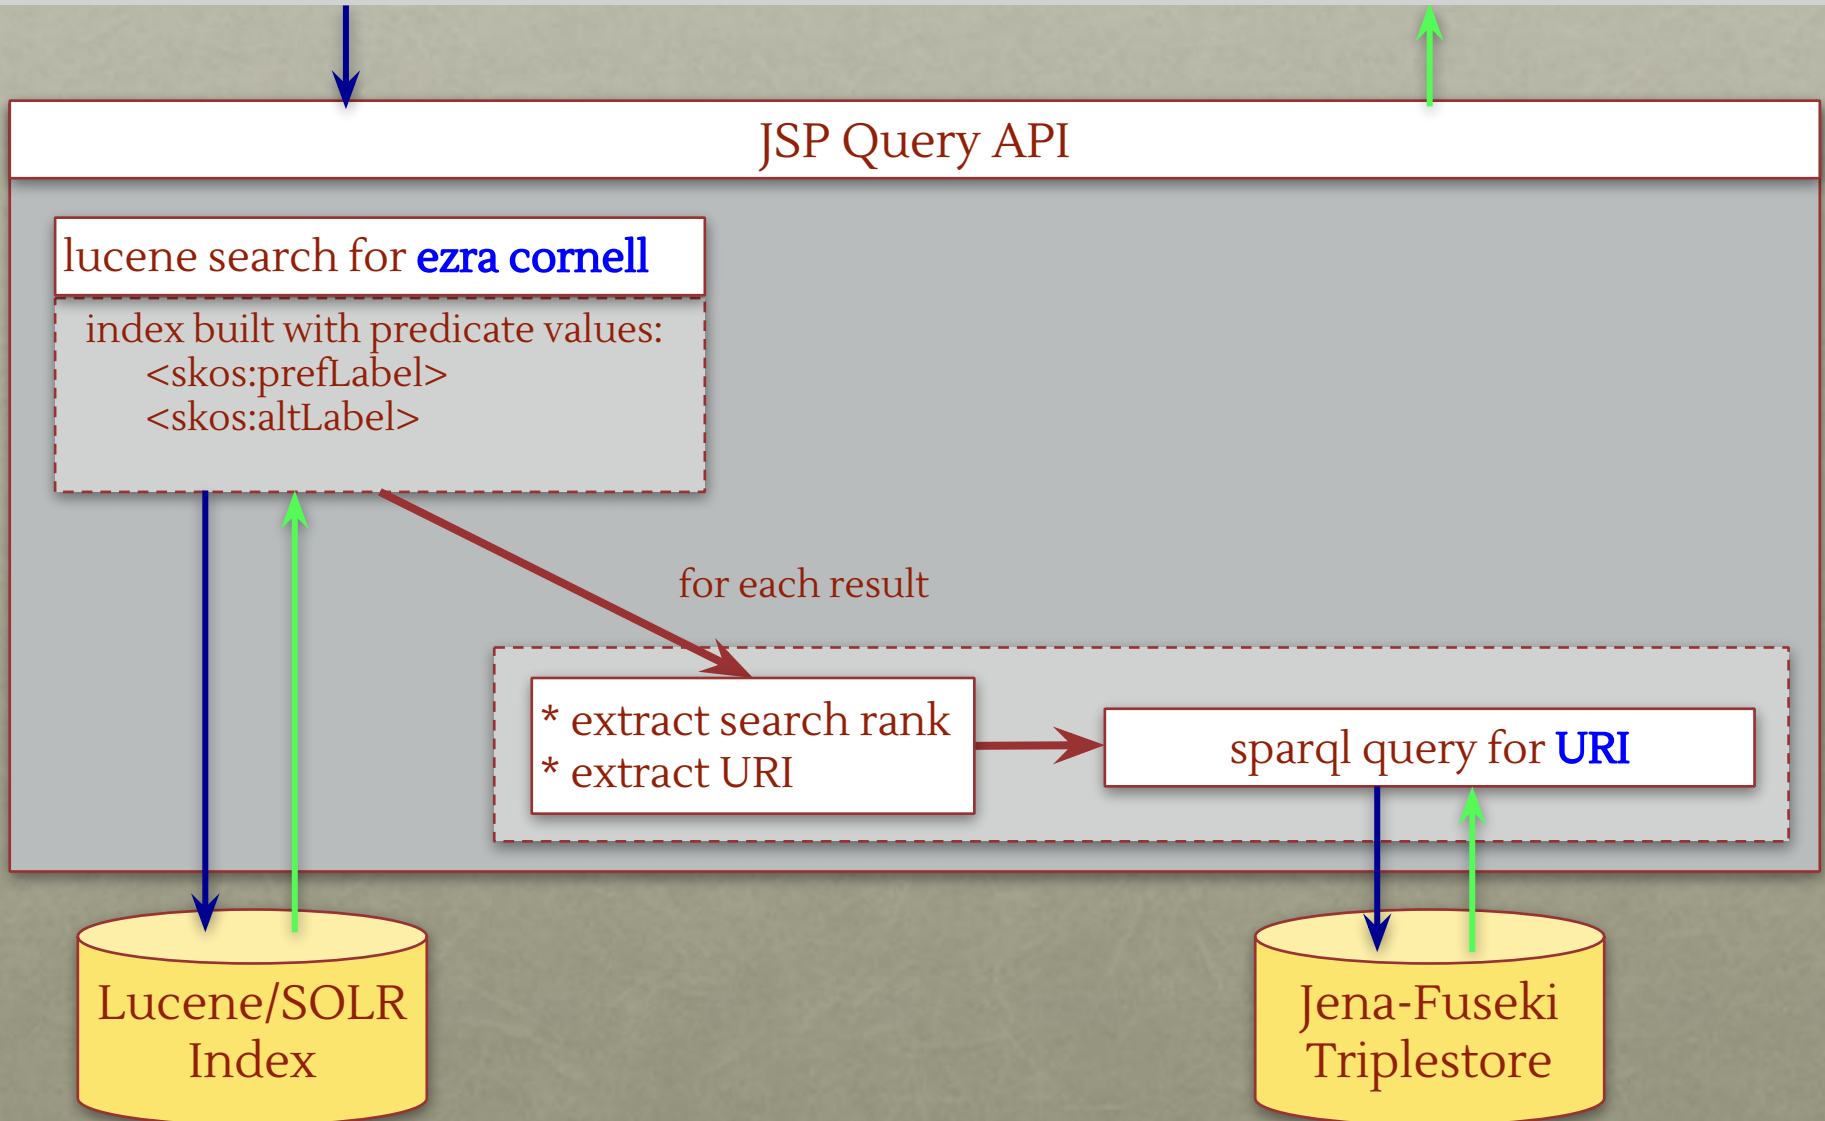 JSP Query API
lucene search for ezra cornell
index built with predicate values:
<skos:prefLabel>
<skos:altLabel>
for each result
* extract search rank
* extract URI
sparql query for URI
Lucene/SOLR
Index
Jena-Fuseki
Triplestore